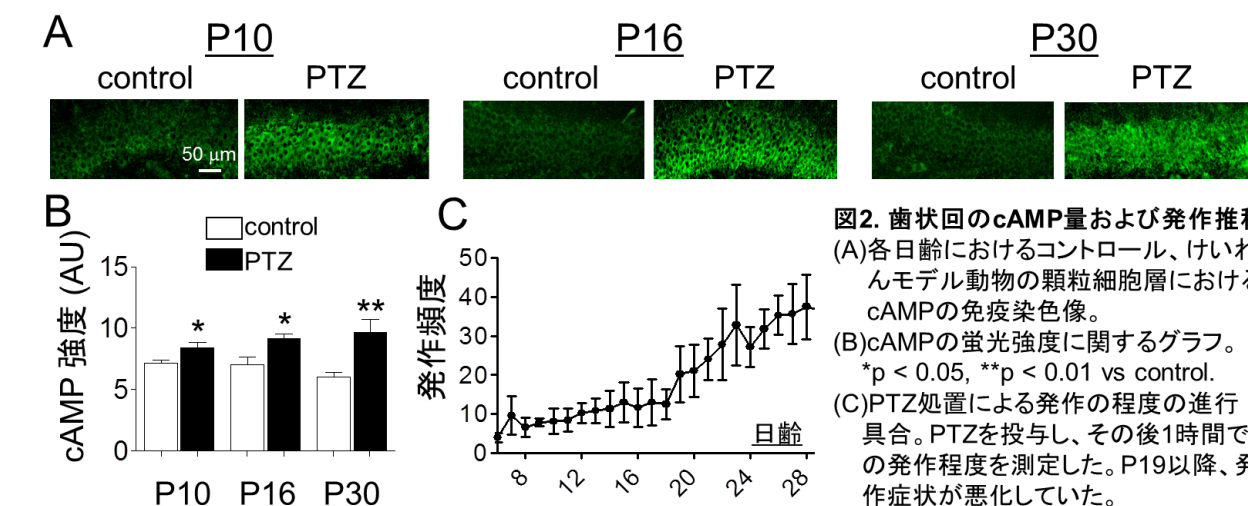 A
P10
control PTZ
50 μm
P16
control PTZ
P30
control PTZ
B
control
PTZ
cAMP 強度 (AU)
15
10
5
0
* * **
P10 P16 P30
C
発作頻度
50
40
30
20
10
0
日齢
8 12 16 20 24 28
図2. 歯状回のcAMP量および発作推
(A)各日齢におけるコントロール、けいれ
んモデル動物の顆粒細胞層における
cAMPの免疫染色像。
(B)cAMPの蛍光強度に関するグラフ。
*p < 0.05, **p < 0.01 vs control.
(C)PTZ処置による発作の程度の進行
具合。PTZを投与し、その後1時間で
の発作程度を測定した。P19以降、発
作症状が悪化していた。